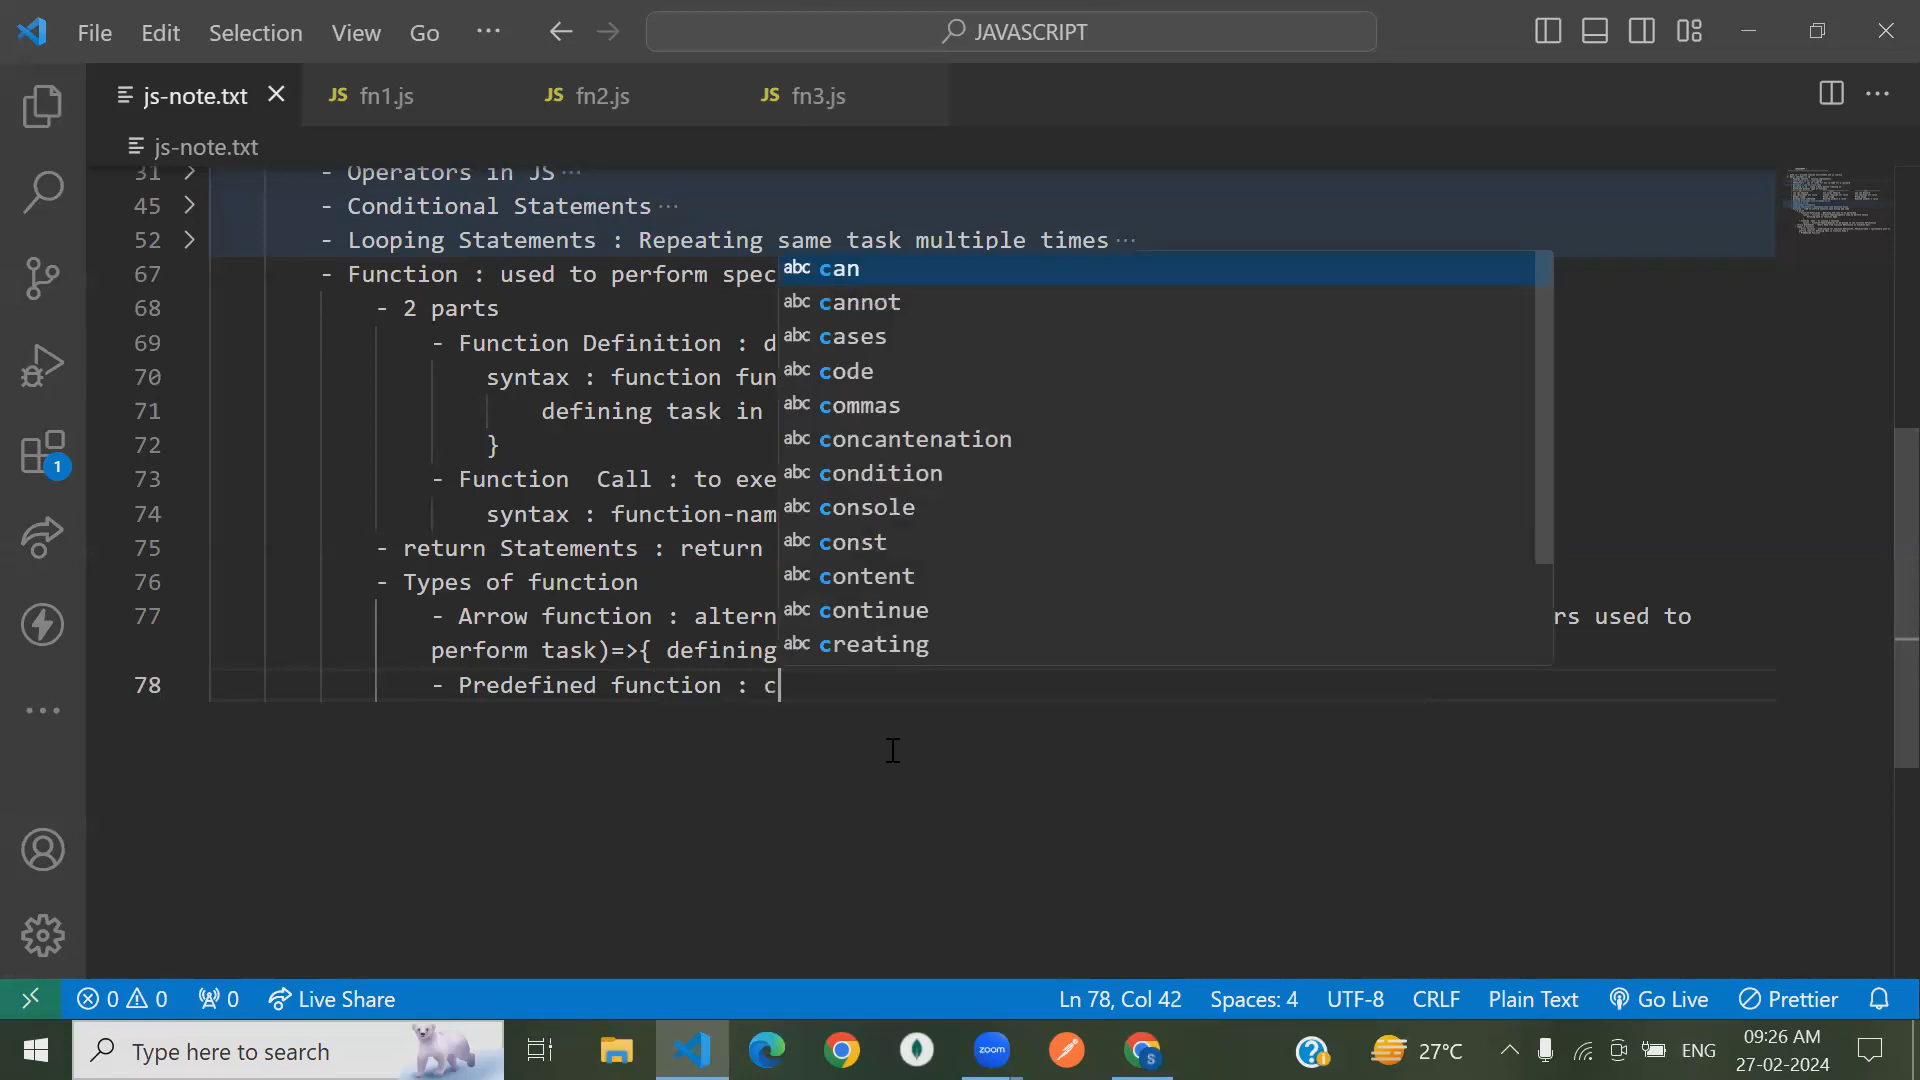 File Edit Selection View Go ··· JAVASCRIPT
js-note.txt JS fn1.js JS fn2.js JS fn3.js
js-note.txt
31 - Operators in JS ···
45 - Conditional Statements ···
52 - Looping Statements : Repeating same task multiple times ···
67 - Function : used to perform spec
68 - 2 parts
69 - Function Definition : d
70 syntax : function fun
71 defining task in
72 }
73 - Function  Call : to exe
74 syntax : function-nam
75 - return Statements : return
76 - Types of function
77 - Arrow function : altern rs used to
perform task)=>{ defining
78 - Predefined function : c
abc can
abc cannot
abc cases
abc code
abc commas
abc concantenation
abc condition
abc console
abc const
abc content
abc continue
abc creating
1
0 0 0 Live Share Ln 78, Col 42 Spaces: 4 UTF-8 CRLF Plain Text Go Live Prettier
Type here to search zoom S 27°C ENG 09:26 AM
27-02-2024